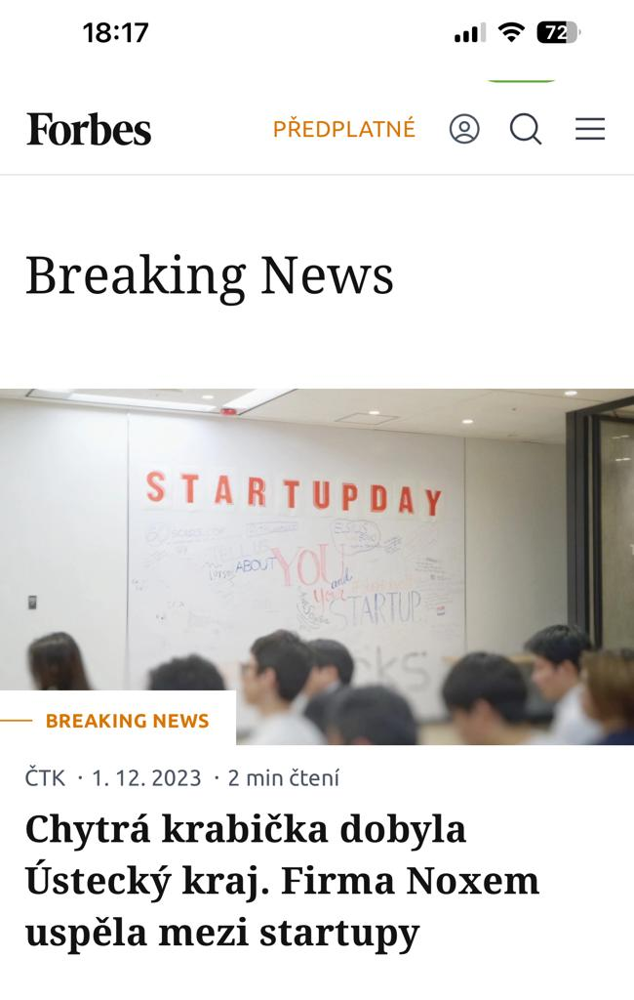 18:17
72
Forbes
PŘEDPLATNÉ
Breaking News
STARTUPDAY
ABOUT YOU
and
your
STARTUP
BREAKING NEWS
ČTK · 1. 12. 2023 · 2 min čtení
Chytrá krabička dobyla
Ústecký kraj. Firma Noxem
uspěla mezi startupy